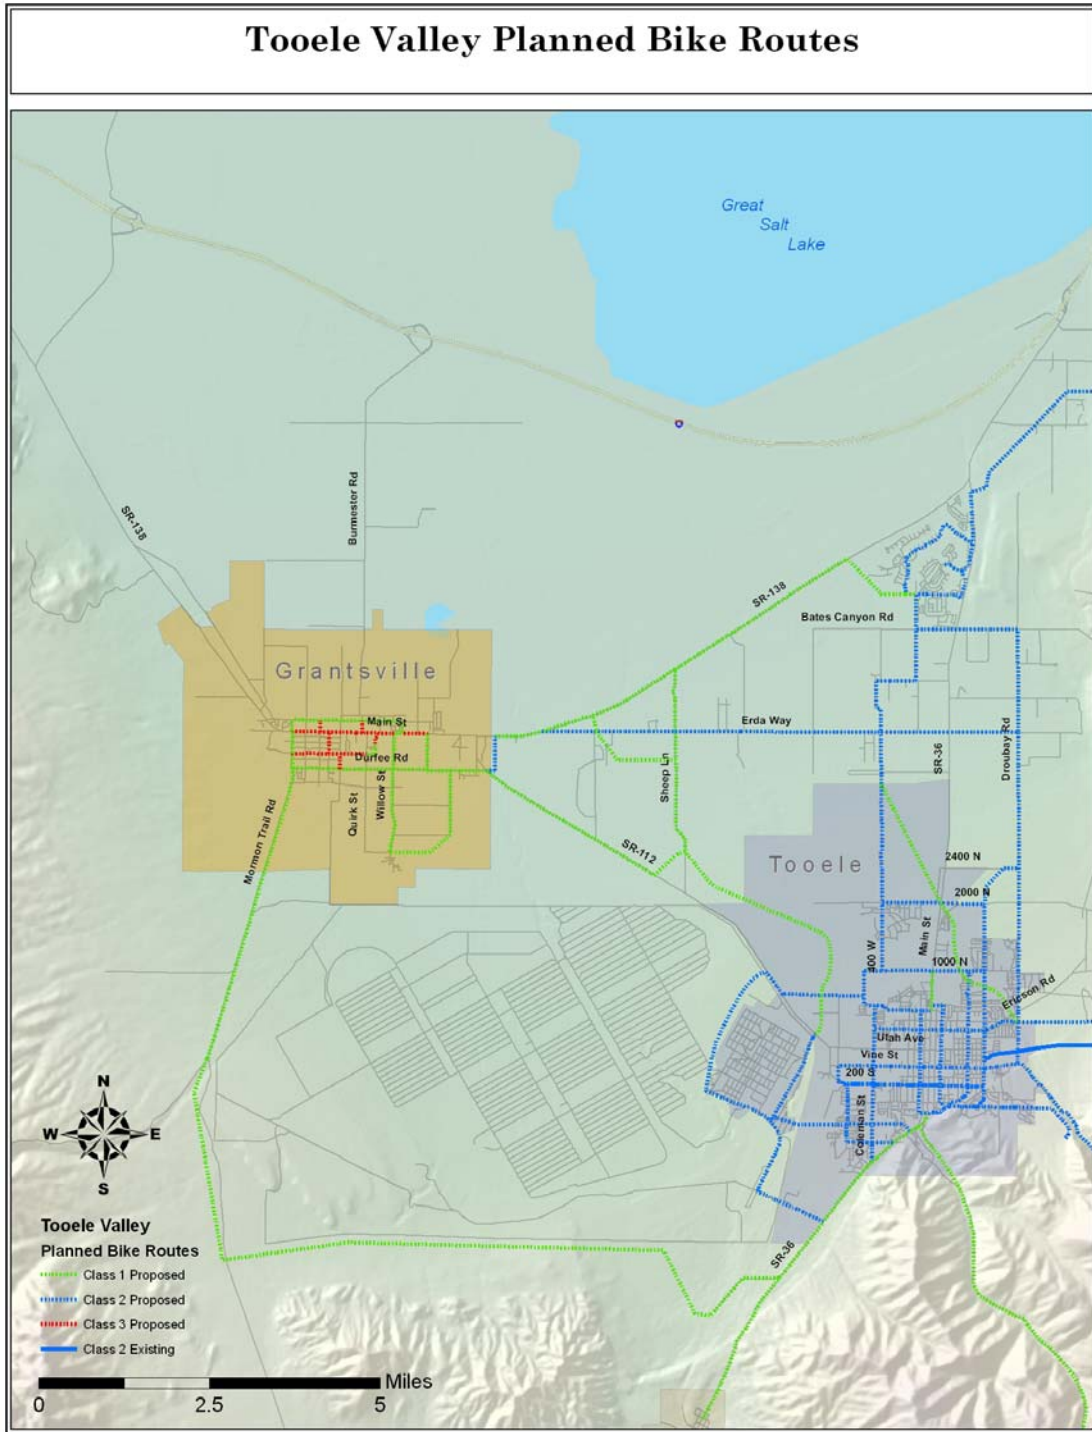 Tooele Valley Planned Bike Routes
Great
Salt
Lake
SR-138
Burmester Rd
SR-138
Bates Canyon Rd
Grantsville
Main St
Erda Way
Durfee Rd
SR-36
Droubay Rd
Sheep Ln
Quirk St
Willow St
Mormon Trail Rd
SR-112
Tooele
2400 N
2000 N
Main St
400 W
1000 N
Ericson Rd
Utah Ave
Vine St
200 S
Coleman St
N
W
E
S
SR-36
Tooele Valley
Planned Bike Routes
Class 1 Proposed
Class 2 Proposed
Class 3 Proposed
Class 2 Existing
Miles
0
2.5
5